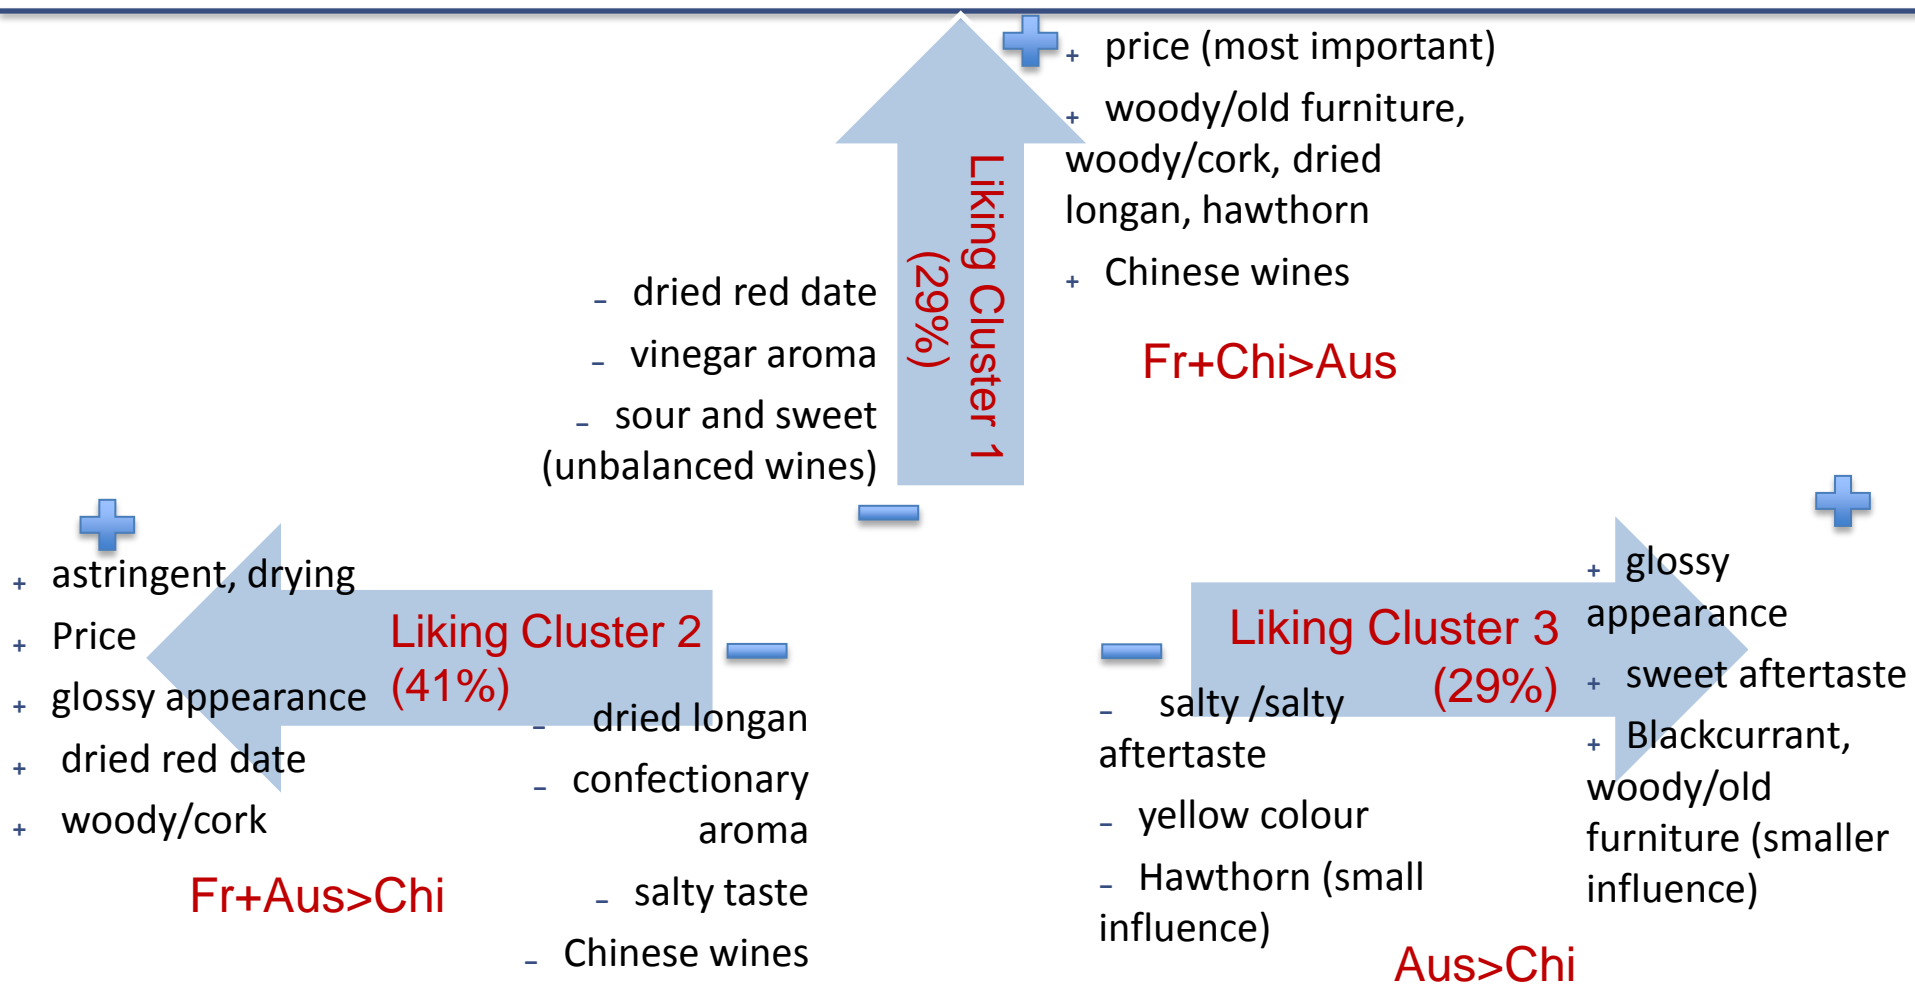 + price (most important)
+ woody/old furniture,
woody/cork, dried
longan, hawthorn
+ Chinese wines
Fr+Chi>Aus
Liking Cluster 1
(29%)
– dried red date
– vinegar aroma
– sour and sweet
(unbalanced wines)
+ astringent, drying
+ Price
+ glossy appearance
+ dried red date
+ woody/cork
Fr+Aus>Chi
Liking Cluster 2
(41%)
– dried longan
– confectionary
aroma
– salty taste
– Chinese wines
Liking Cluster 3
(29%)
– salty /salty
aftertaste
– yellow colour
– Hawthorn (small
influence)
+ glossy
appearance
+ sweet aftertaste
+ Blackcurrant,
woody/old
furniture (smaller
influence)
Aus>Chi